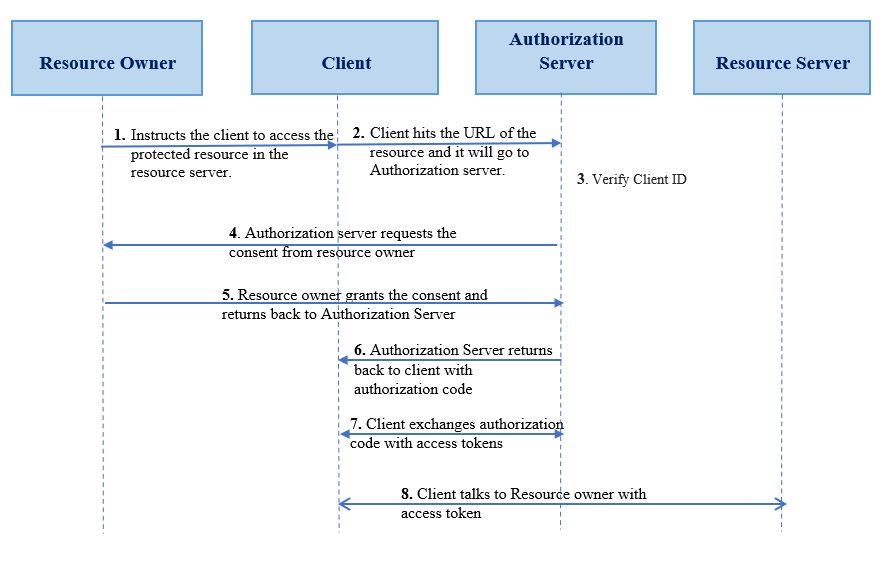 Resource Owner
Client
Authorization
Server
Resource Server
1. Instructs the client to access the
protected resource in the
resource server.
2. Client hits the URL of the
resource and it will go to
Authorization server.
3. Verify Client ID
4. Authorization server requests the
consent from resource owner
5. Resource owner grants the consent and
returns back to Authorization Server
6. Authorization Server returns
back to client with
authorization code
7. Client exchanges authorization
code with access tokens
8. Client talks to Resource owner with
access token